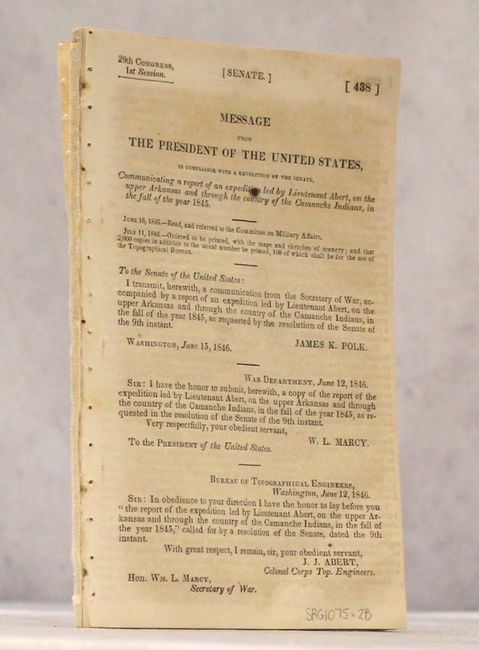 29th Congress,
1st Session.
[SENATE.]
[ 438 ]
MESSAGE
FROM
THE PRESIDENT OF THE UNITED STATES,
IN COMPLIANCE WITH A RESOLUTION OF THE SENATE,
Communicating a report of an expedition led by Lieutenant Abert, on the
upper Arkansas and through the country of the Camanche Indians, in
the fall of the year 1845.
June 16, 1846.—Read, and referred to the Committee on Military Affairs.
July 11, 1846.—Ordered to be printed, with the maps and sketches of scenery; and that
2,000 copies in addition to the usual number be printed, 100 of which shall be for the use of
the Topographical Bureau.
To the Senate of the United States:
I transmit, herewith, a communication from the Secretary of War, ac-
companied by a report of an expedition led by Lieutenant Abert, on the
upper Arkansas and through the country of the Camanche Indians, in
the fall of the year 1845, as requested by the resolution of the Senate of
the 9th instant.
JAMES K. POLK.
Washington, June 15, 1846.
War Department, June 12, 1846.
Sir: I have the honor to submit, herewith, a copy of the report of the
expedition led by Lieutenant Abert, on the upper Arkansas and through
the country of the Camanche Indians, in the fall of the year 1845, as re-
quested in the resolution of the Senate of the 9th instant.
Very respectfully, your obedient servant,
W. L. MARCY.
To the President of the United States.
Bureau of Topographical Engineers,
Washington, June 12, 1846.
Sir: In obedience to your direction I have the honor to lay before you
"the report of the expedition led by Lieutenant Abert, on the upper Ar-
kansas and through the country of the Camanche Indians, in the fall of
the year 1845," called for by a resolution of the Senate, dated the 9th
instant.
With great respect, I remain, sir, your obedient servant,
J. J. ABERT,
Colonel Corps Top. Engineers.
Hon. Wm. L. Marcy,
Secretary of War.
SRG1075-2B